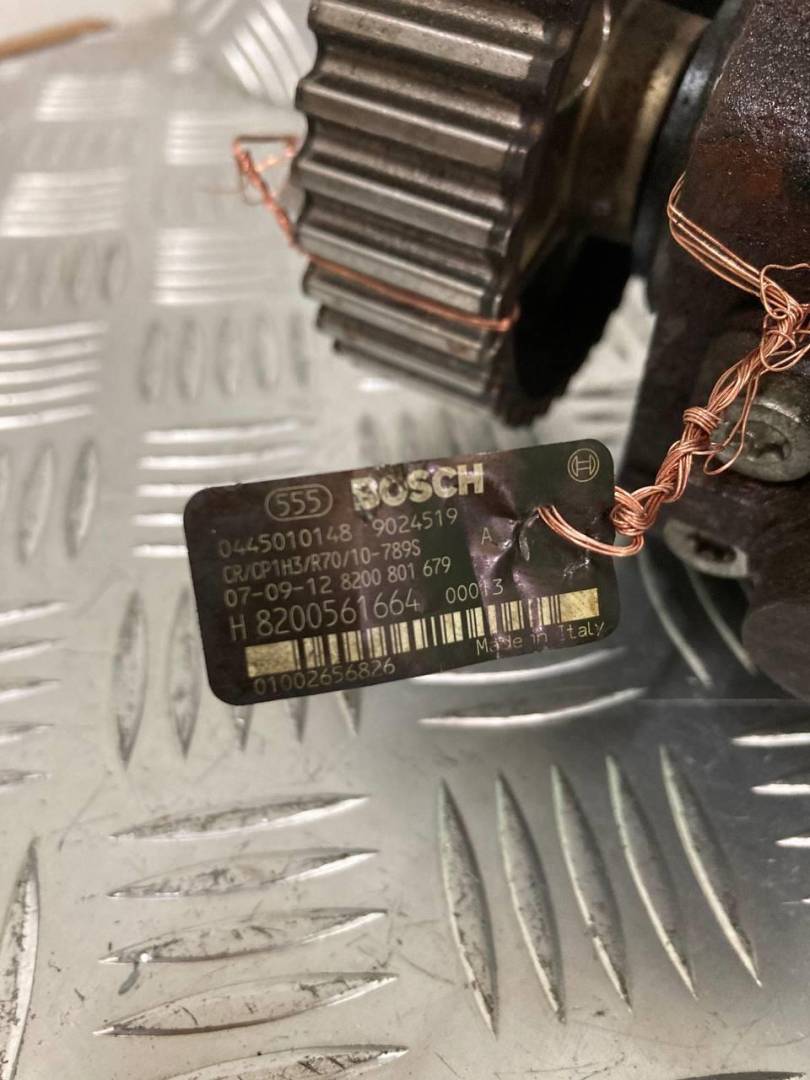 555 BOSCH
0445010148 9024519
CR/CP1H3/R70/10-789S A
07-09-12 8200 801 679
H 8200561664 00013
Made in Italy
01002656826